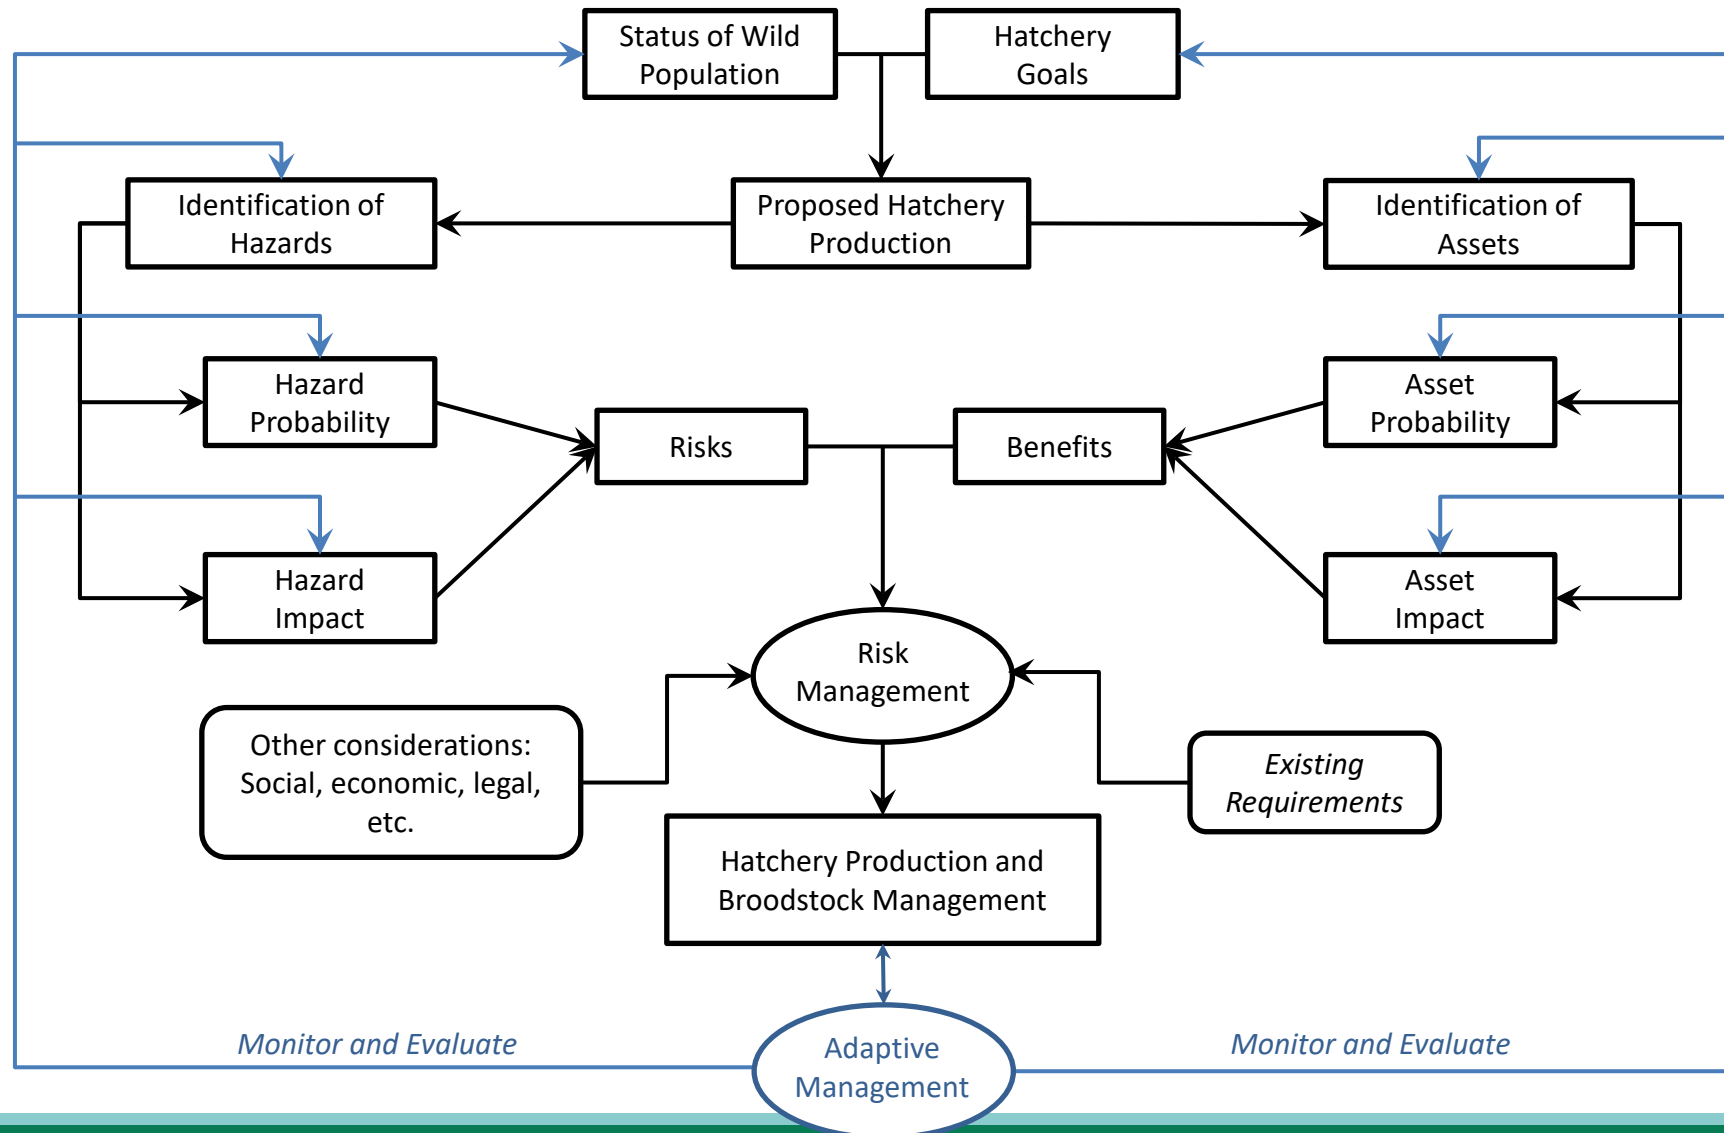 Status of Wild
Population
Hatchery
Goals
Identification of
Hazards
Proposed Hatchery
Production
Identification of
Assets
Hazard
Probability
Asset
Probability
Risks
Benefits
Hazard
Impact
Asset
Impact
Risk
Management
Other considerations:
Social, economic, legal,
etc.
Existing
Requirements
Hatchery Production and
Broodstock Management
Monitor and Evaluate
Adaptive
Management
Monitor and Evaluate